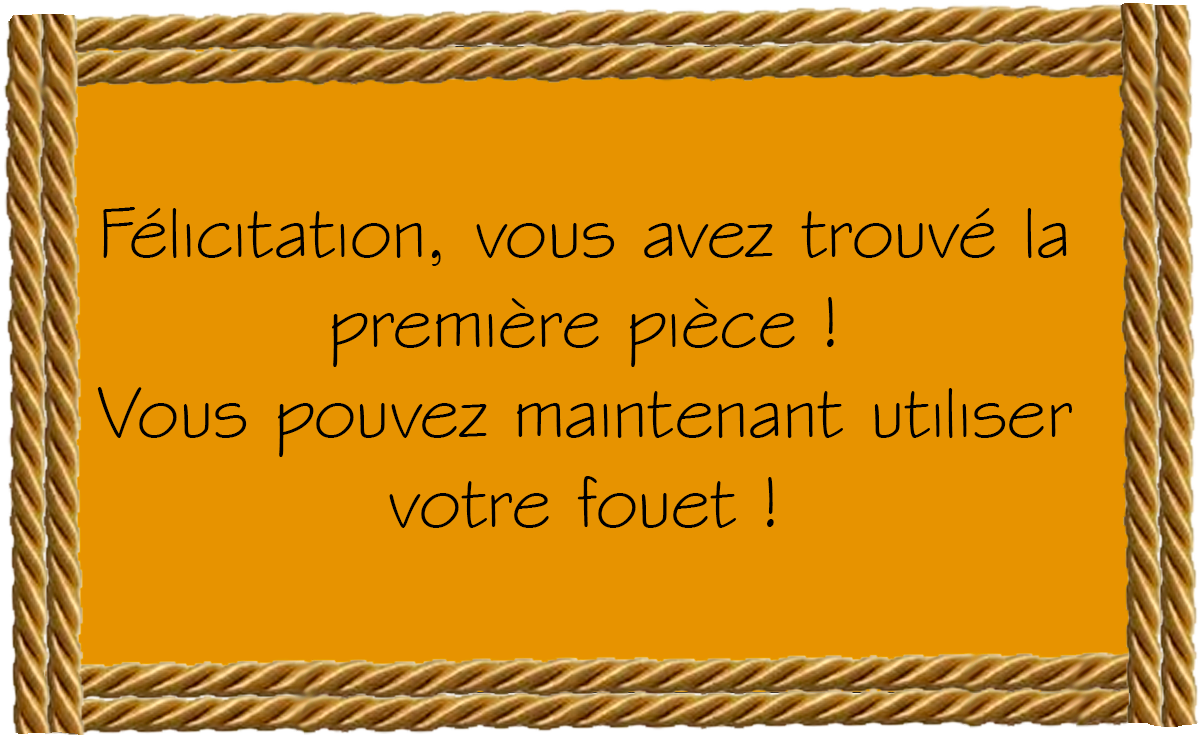 Félicitation, vous avez trouvé la
première pièce !
Vous pouvez maintenant utiliser
votre fouet !